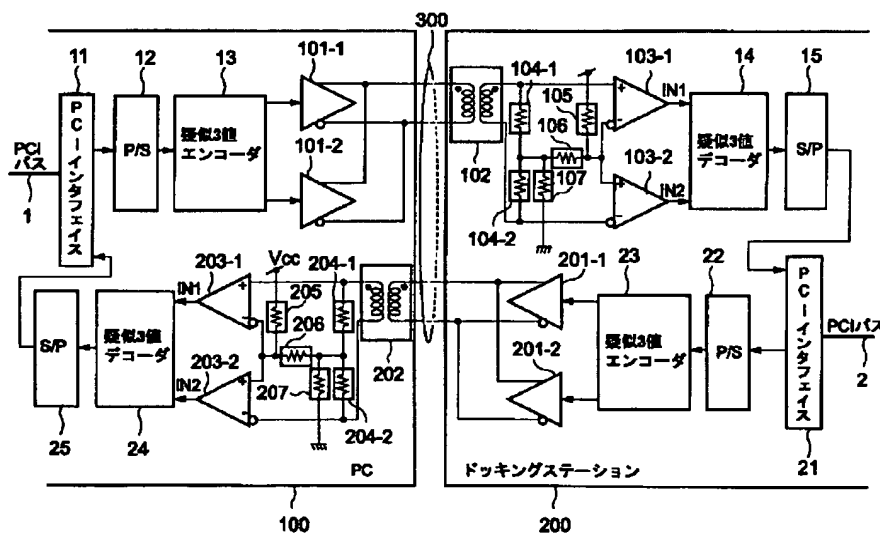 300
11
12
13
101-1
101-2
PCI
バス
1
PCIインタフェイス
P/S
疑似3値
エンコーダ
102
104-1
104-2
105
106
107
103-1
103-2
IN1
IN2
14
疑似3値
デコーダ
15
S/P
203-1
203-2
VCC
204-1
205
206
207
204-2
202
IN1
IN2
S/P
25
疑似3値
デコーダ
24
PC
100
201-1
201-2
23
疑似3値
エンコーダ
22
P/S
PCIインタフェイス
21
PCIバス
2
ドッキングステーション
200